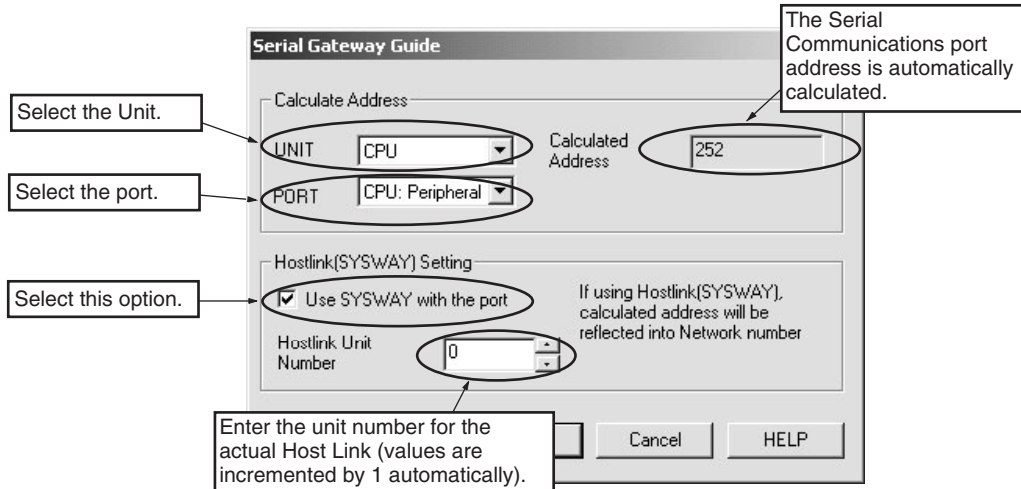 The Serial
Communications port
address is automatically
calculated.
Serial Gateway Guide
Calculate Address
Select the Unit.
UNIT
CPU
Calculated
Address
252
Select the port.
PORT
CPU: Peripheral
Hostlink(SYSWAY) Setting
Select this option.
Use SYSWAY with the port
If using Hostlink(SYSWAY),
calculated address will be
reflected into Network number
Hostlink Unit
Number
0
Enter the unit number for the
actual Host Link (values are
incremented by 1 automatically).
Cancel
HELP